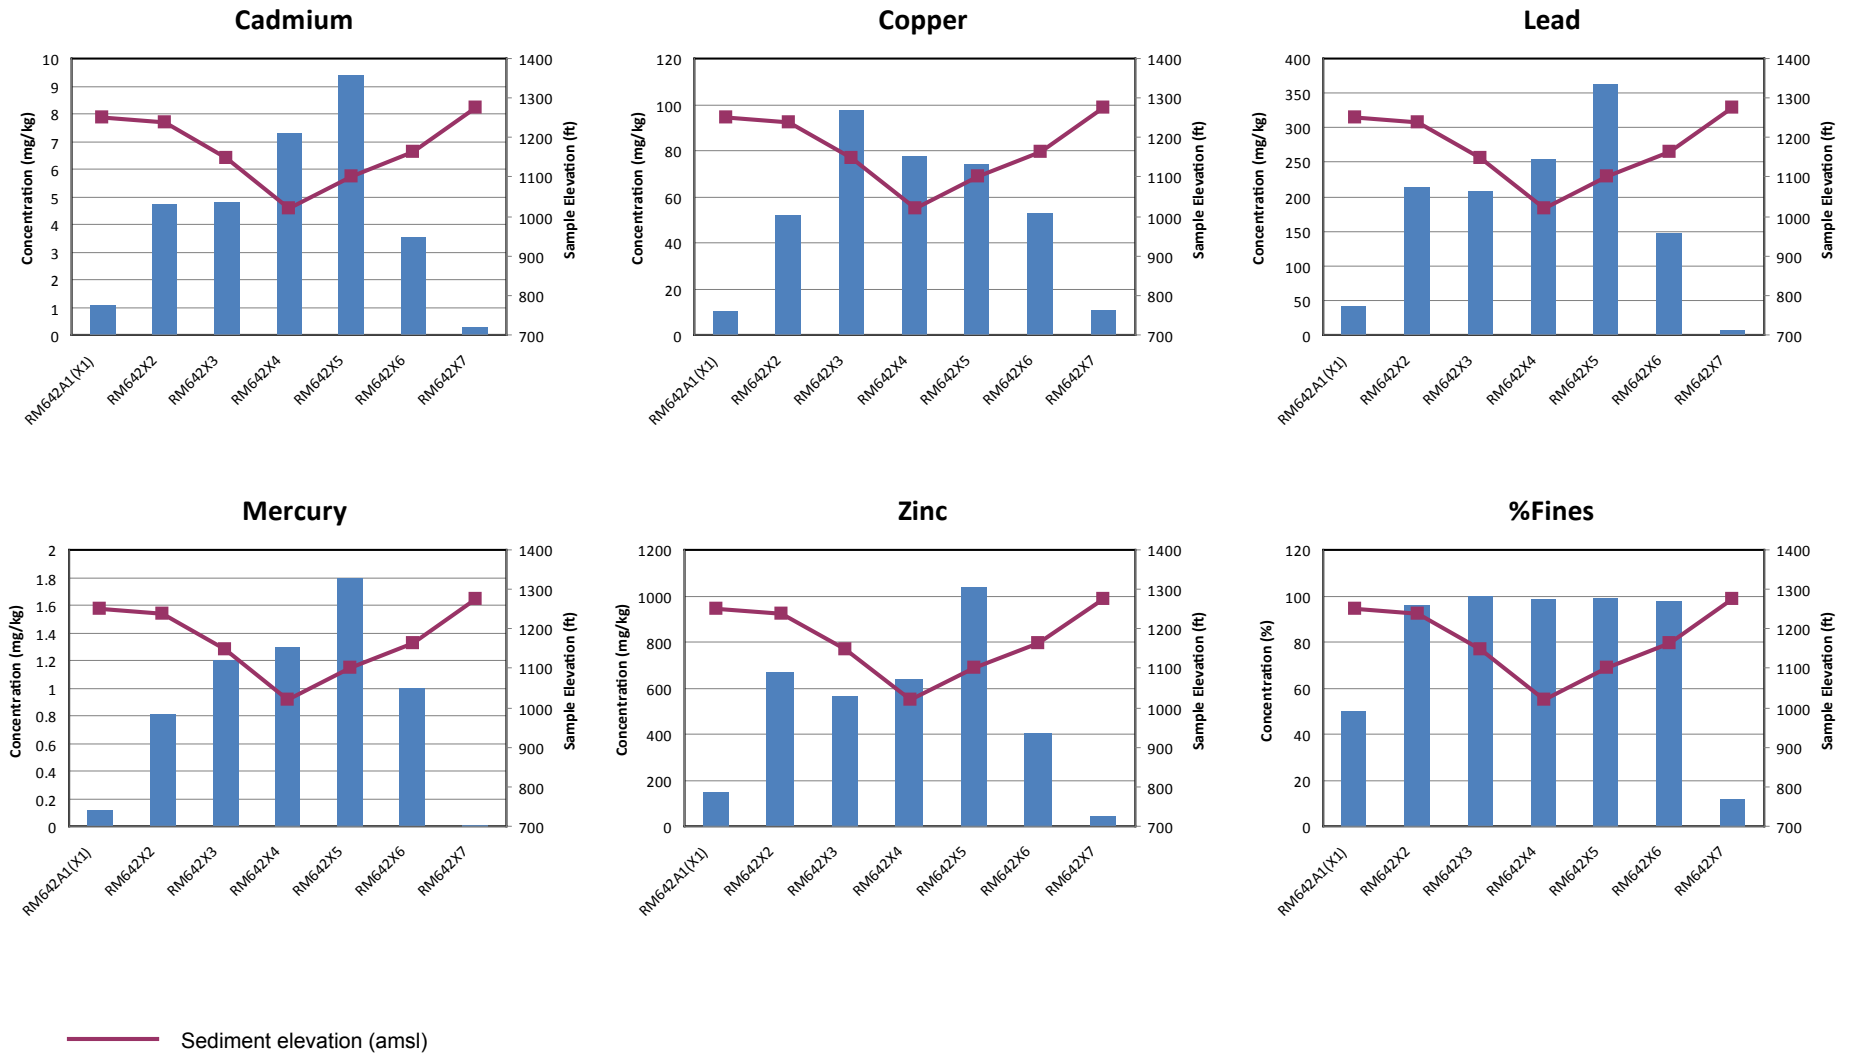 Cadmium
Concentration (mg/kg)
10
9
8
7
6
5
4
3
2
1
0
1400
1300
1200
1100
1000
900
800
700
Sample Elevation (ft)
RM642A1(X1)
RM642X2
RM642X3
RM642X4
RM642X5
RM642X6
RM642X7
Copper
Concentration (mg/kg)
120
100
80
60
40
20
0
1400
1300
1200
1100
1000
900
800
700
Sample Elevation (ft)
RM642A1(X1)
RM642X2
RM642X3
RM642X4
RM642X5
RM642X6
RM642X7
Lead
Concentration (mg/kg)
400
350
300
250
200
150
100
50
0
1400
1300
1200
1100
1000
900
800
700
Sample Elevation (ft)
RM642A1(X1)
RM642X2
RM642X3
RM642X4
RM642X5
RM642X6
RM642X7
Mercury
Concentration (mg/kg)
2
1.8
1.6
1.4
1.2
1
0.8
0.6
0.4
0.2
0
1400
1300
1200
1100
1000
900
800
700
Sample Elevation (ft)
RM642A1(X1)
RM642X2
RM642X3
RM642X4
RM642X5
RM642X6
RM642X7
Zinc
Concentration (mg/kg)
1200
1000
800
600
400
200
0
1400
1300
1200
1100
1000
900
800
700
Sample Elevation (ft)
RM642A1(X1)
RM642X2
RM642X3
RM642X4
RM642X5
RM642X6
RM642X7
%Fines
Concentration (%)
120
100
80
60
40
20
0
1400
1300
1200
1100
1000
900
800
700
Sample Elevation (ft)
RM642A1(X1)
RM642X2
RM642X3
RM642X4
RM642X5
RM642X6
RM642X7
Sediment elevation (amsl)